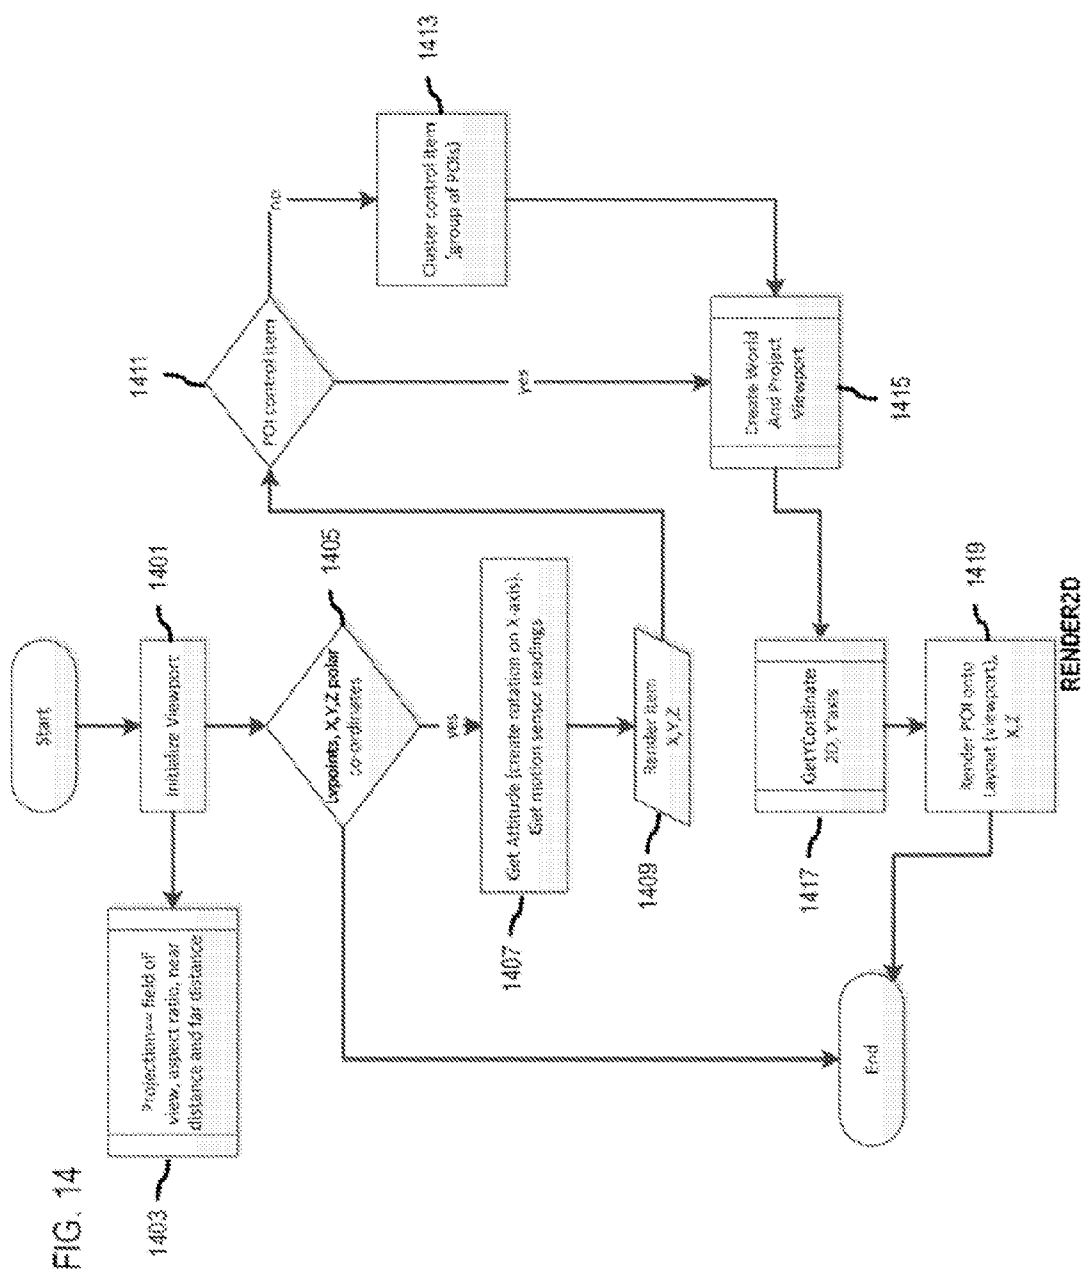 FIG. 14
Start
Initialize Viewport
1401
Projection== field of
view, aspect ratio, near
distance and far distance
1403
X,Y,Z polar
co-ordinates
1405
yes
Get Attitude (create rotation on X-axis),
Get motion sensor readings
1407
Render item
X,Y,Z
1409
POI control item
1411
no
Cluster control item
(group of POIs)
1413
yes
Create World
And Project
Viewport
1415
GetYCordinate
2D, Y'axis
1417
Render POI onto
Layout (viewport),
X,Z
1419
End
RENDER2D